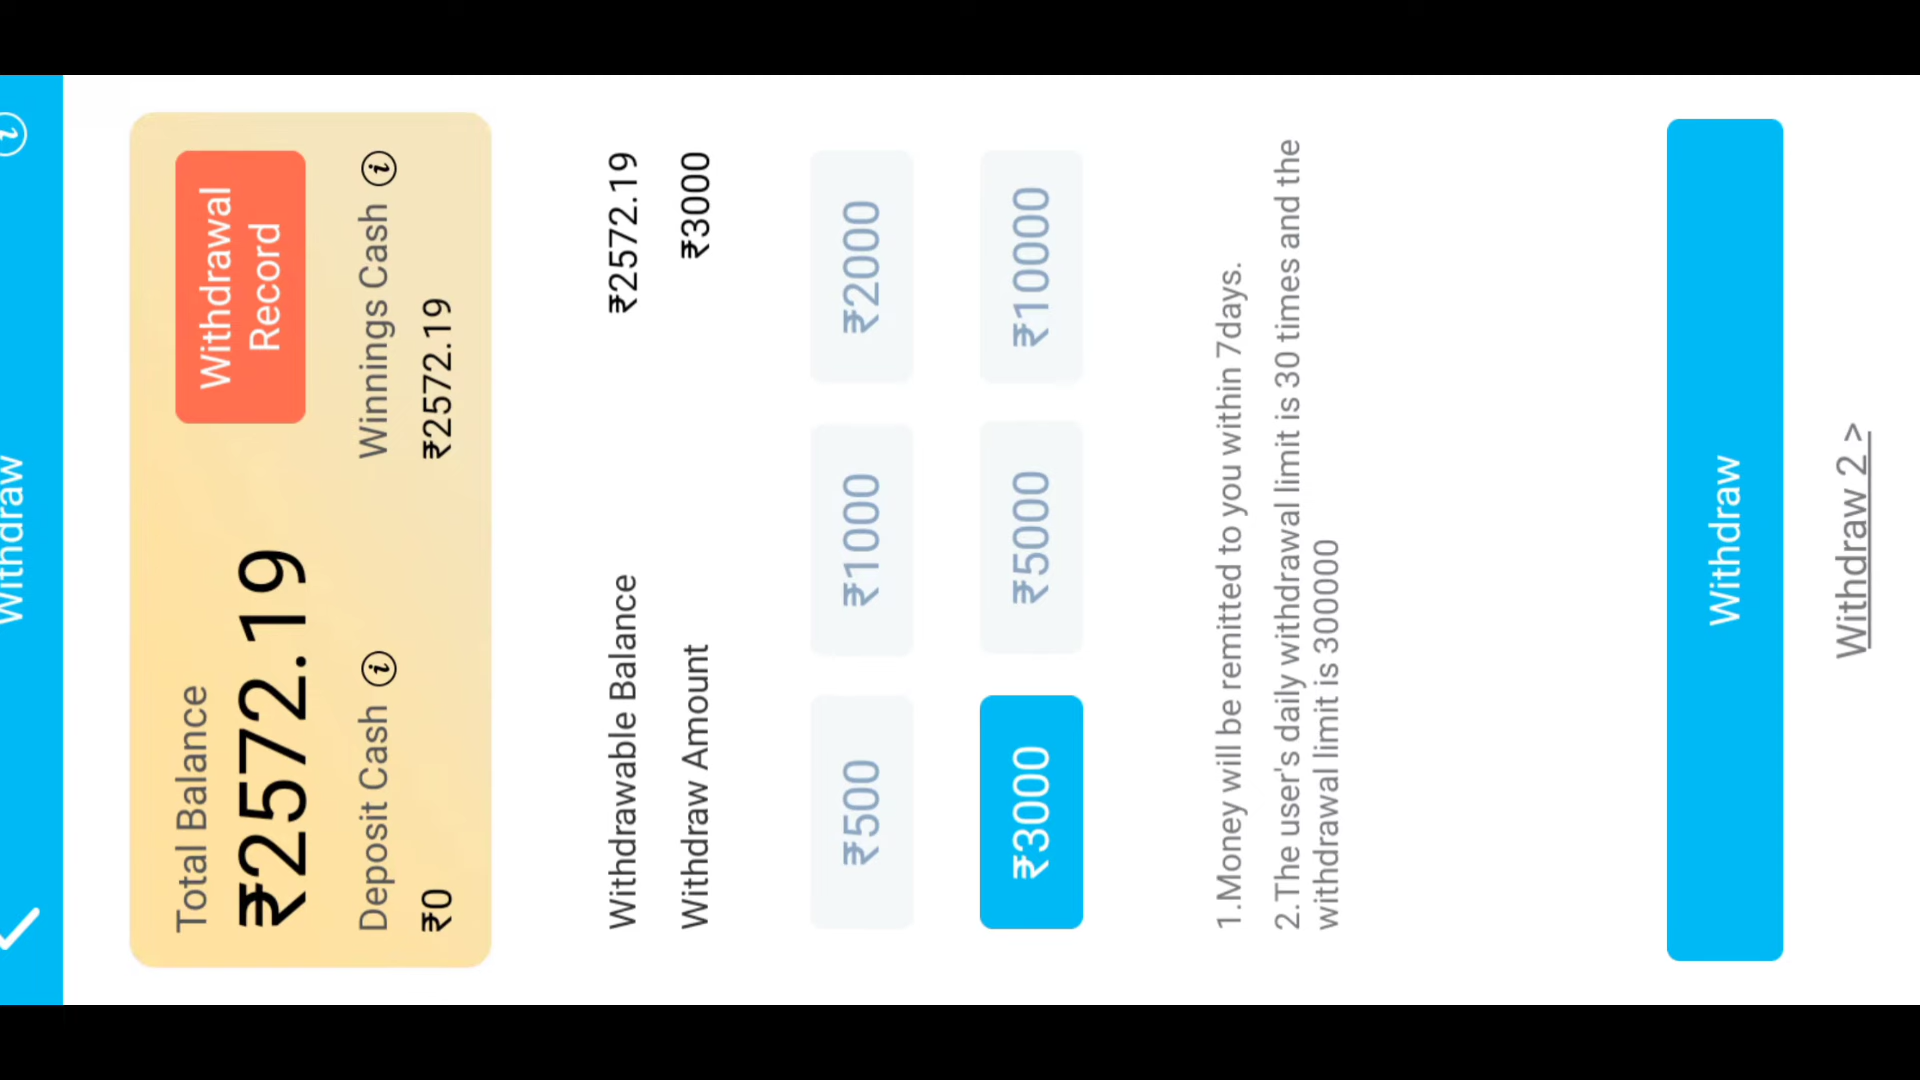 Withdraw
Total Balance
₹2572.19
Withdrawal
Record
Deposit Cash
₹0
Winnings Cash
₹2572.19
Withdrawable Balance ₹2572.19
Withdraw Amount ₹3000
₹500 ₹1000 ₹2000
₹3000 ₹5000 ₹10000
1.Money will be remitted to you within 7days.
2.The user's daily withdrawal limit is 30 times and the
withdrawal limit is 300000
Withdraw
Withdraw 2 >